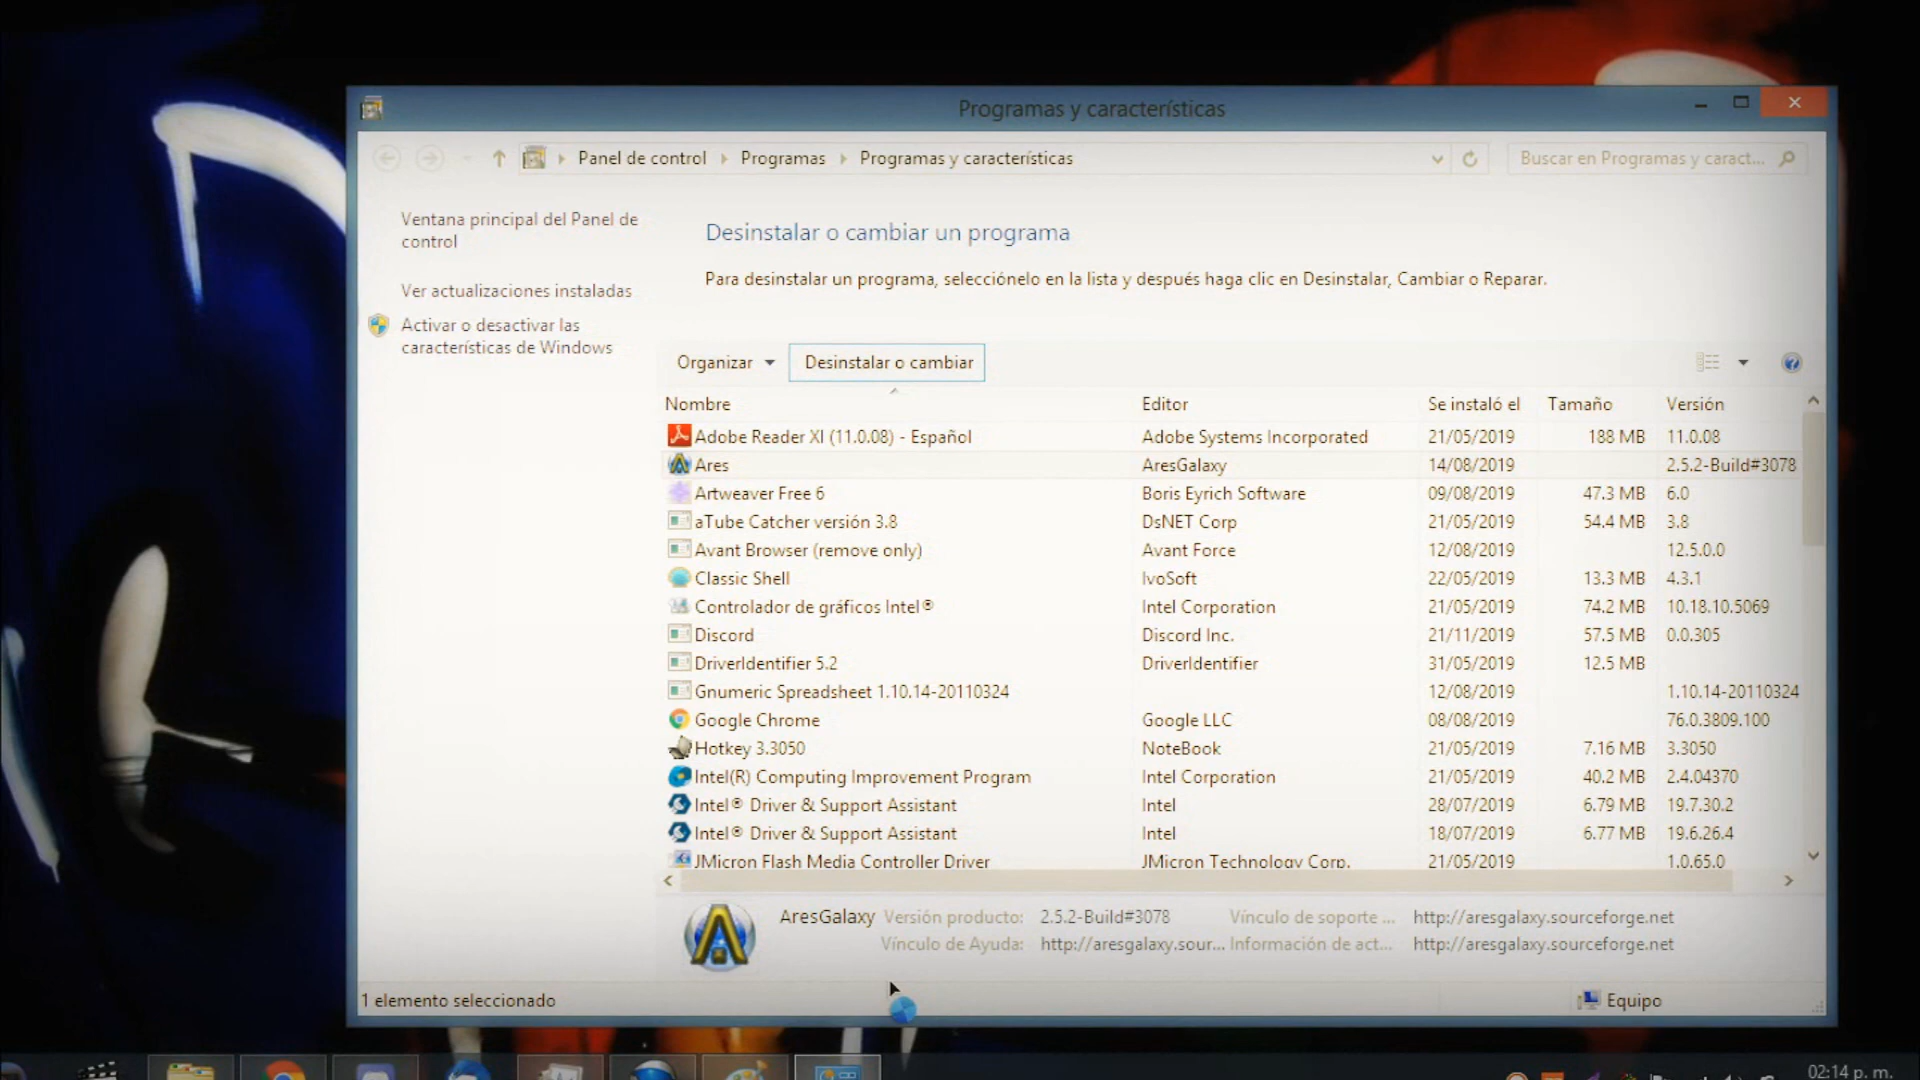 Programas y características
Panel de control
Programas
Programas y características
Buscar en Programas y caract...
Ventana principal del Panel de
control
Ver actualizaciones instaladas
Activar o desactivar las
características de Windows
Desinstalar o cambiar un programa
Para desinstalar un programa, selecciónelo en la lista y después haga clic en Desinstalar, Cambiar o Reparar.
Organizar
Desinstalar o cambiar
Nombre Editor Se instaló el Tamaño Versión
Adobe Reader XI (11.0.08) - Español Adobe Systems Incorporated 21/05/2019 188 MB 11.0.08
Ares AresGalaxy 14/08/2019 2.5.2-Build#3078
Artweaver Free 6 Boris Eyrich Software 09/08/2019 47.3 MB 6.0
aTube Catcher versión 3.8 DsNET Corp 21/05/2019 54.4 MB 3.8
Avant Browser (remove only) Avant Force 12/08/2019 12.5.0.0
Classic Shell IvoSoft 22/05/2019 13.3 MB 4.3.1
Controlador de gráficos Intel® Intel Corporation 21/05/2019 74.2 MB 10.18.10.5069
Discord Discord Inc. 21/11/2019 57.5 MB 0.0.305
DriverIdentifier 5.2 DriverIdentifier 31/05/2019 12.5 MB
Gnumeric Spreadsheet 1.10.14-20110324 12/08/2019 1.10.14-20110324
Google Chrome Google LLC 08/08/2019 76.0.3809.100
Hotkey 3.3050 NoteBook 21/05/2019 7.16 MB 3.3050
Intel(R) Computing Improvement Program Intel Corporation 21/05/2019 40.2 MB 2.4.04370
Intel® Driver & Support Assistant Intel 28/07/2019 6.79 MB 19.7.30.2
Intel® Driver & Support Assistant Intel 18/07/2019 6.77 MB 19.6.26.4
JMicron Flash Media Controller Driver JMicron Technology Corp. 21/05/2019 1.0.65.0
AresGalaxy Versión producto: 2.5.2-Build#3078 Vínculo de soporte ... http://aresgalaxy.sourceforge.net
Vínculo de Ayuda: http://aresgalaxy.sour... Información de act... http://aresgalaxy.sourceforge.net
1 elemento seleccionado
Equipo
02:14 p. m.